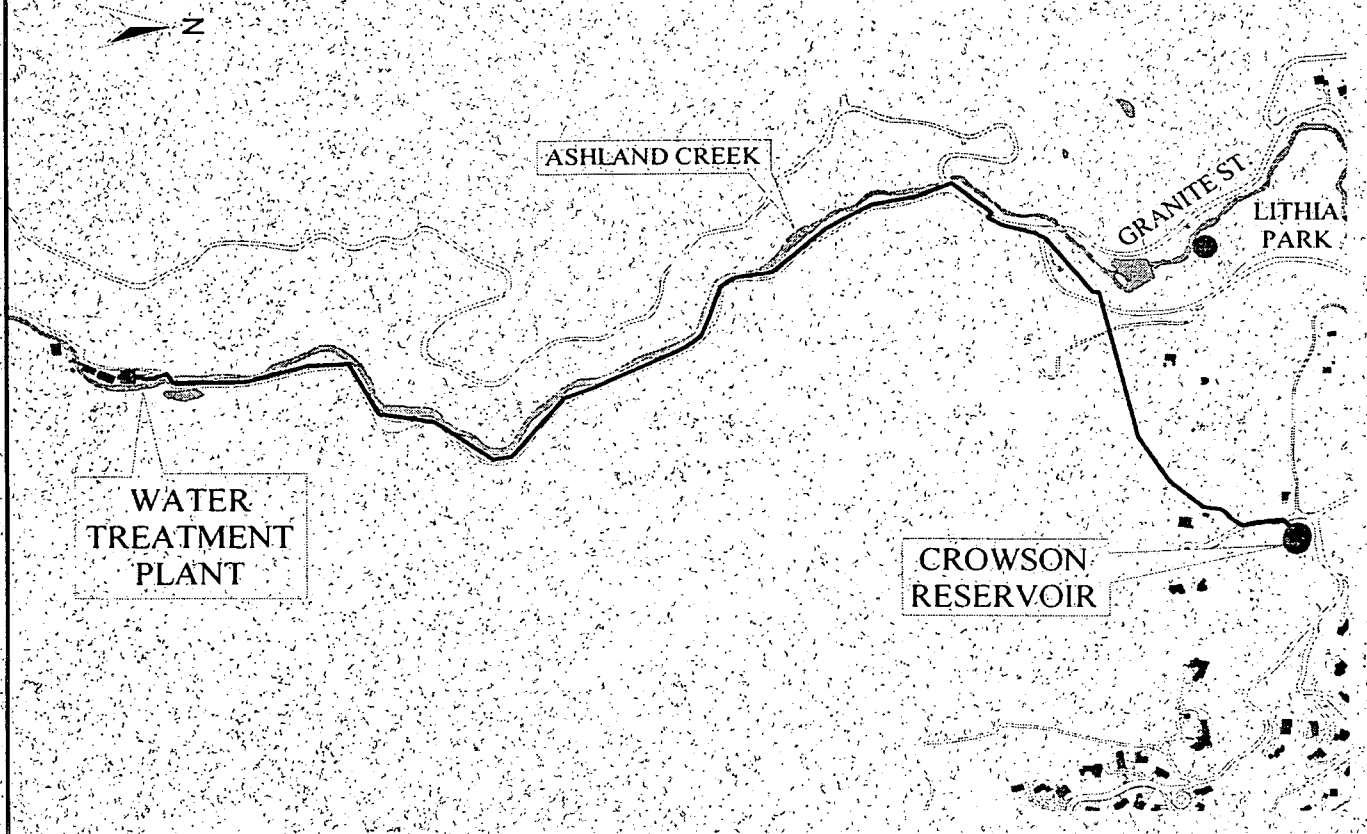 N
ASHLAND CREEK
GRANITE ST.
LITHIA
PARK
WATER
TREATMENT
PLANT
CROWSON
RESERVOIR